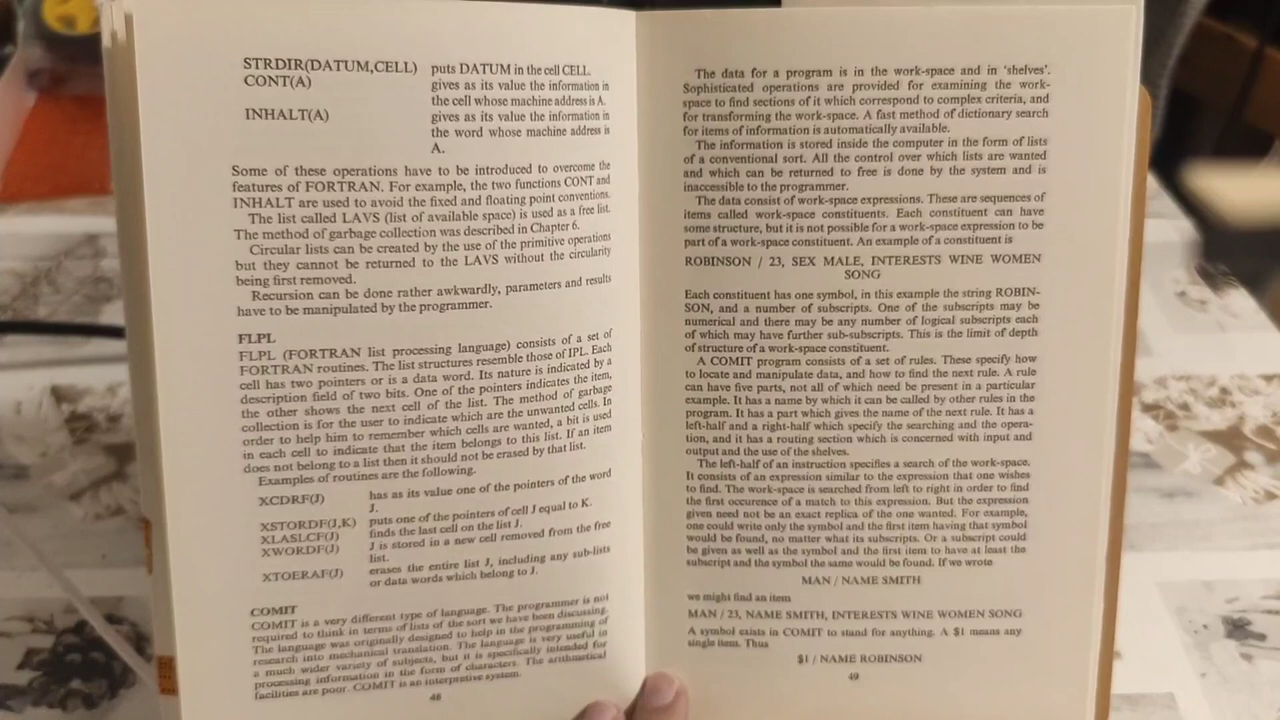 STRDIR(DATUM,CELL) puts DATUM in the cell CELL.
CONT(A) gives as its value the information in
the cell whose machine address is A.
INHALT(A) gives as its value the information in
the word whose machine address is
A.
Some of these operations have to be introduced to overcome the
features of FORTRAN. For example, the two functions CONT and
INHALT are used to avoid the fixed and floating point conventions.
The list called LAVS (list of available space) is used as a free list.
The method of garbage collection was described in Chapter 6.
Circular lists can be created by the use of the primitive operations
but they cannot be returned to the LAVS without the circularity
being first removed.
Recursion can be done rather awkwardly, parameters and results
have to be manipulated by the programmer.
FLPL
FLPL (FORTRAN list processing language) consists of a set of
FORTRAN routines. The list structures resemble those of IPL. Each
cell has two pointers or is a data word. Its nature is indicated by a
description field of two bits. One of the pointers indicates the item,
the other shows the next cell of the list. The method of garbage
collection is for the user to indicate which are the unwanted cells. In
order to help him to remember which cells are wanted, a bit is used
in each cell to indicate that the item belongs to this list. If an item
does not belong to a list then it should not be erased by that list.
Examples of routines are the following.
XCDRF(J) has as its value one of the pointers of the word
J.
XSTORDF(J,K) puts one of the pointers of cell J equal to K.
XLASLCF(J) finds the last cell on the list J.
XWORDF(J) J is stored in a new cell removed from the free
list.
XTOERAF(J) erases the entire list J, including any sub-lists
or data words which belong to J.
COMIT
COMIT is a very different type of language. The programmer is not
required to think in terms of lists of the sort we have been discussing.
The language was originally designed to help in the programming of
research into mechanical translation. The language is very useful in
a much wider variety of subjects, but it is specifically intended for
processing information in the form of characters. The arithmetical
facilities are poor. COMIT is an interpretive system.
48
The data for a program is in the work-space and in ‘shelves’.
Sophisticated operations are provided for examining the work-
space to find sections of it which correspond to complex criteria, and
for transforming the work-space. A fast method of dictionary search
for items of information is automatically available.
The information is stored inside the computer in the form of lists
of a conventional sort. All the control over which lists are wanted
and which can be returned to free is done by the system and is
inaccessible to the programmer.
The data consist of work-space expressions. These are sequences of
items called work-space constituents. Each constituent can have
some structure, but it is not possible for a work-space expression to be
part of a work-space constituent. An example of a constituent is
ROBINSON / 23, SEX MALE, INTERESTS WINE WOMEN
SONG
Each constituent has one symbol, in this example the string ROBIN-
SON, and a number of subscripts. One of the subscripts may be
numerical and there may be any number of logical subscripts each
of which may have further sub-subscripts. This is the limit of depth
of structure of a work-space constituent.
A COMIT program consists of a set of rules. These specify how
to locate and manipulate data, and how to find the next rule. A rule
can have five parts, not all of which need be present in a particular
example. It has a name by which it can be called by other rules in the
program. It has a part which gives the name of the next rule. It has a
left-half and a right-half which specify the searching and the opera-
tion, and it has a routing section which is concerned with input and
output and the use of the shelves.
The left-half of an instruction specifies a search of the work-space.
It consists of an expression similar to the expression that one wishes
to find. The work-space is searched from left to right in order to find
the first occurence of a match to this expression. But the expression
given need not be an exact replica of the one wanted. For example,
one could write only the symbol and the first item having that symbol
would be found, no matter what its subscripts. Or a subscript could
be given as well as the symbol and the first item to have at least the
subscript and the symbol the same would be found. If we wrote
MAN / NAME SMITH
we might find an item
MAN / 23, NAME SMITH, INTERESTS WINE WOMEN SONG
A symbol exists in COMIT to stand for anything. A $1 means any
single item. Thus
$1 / NAME ROBINSON
49